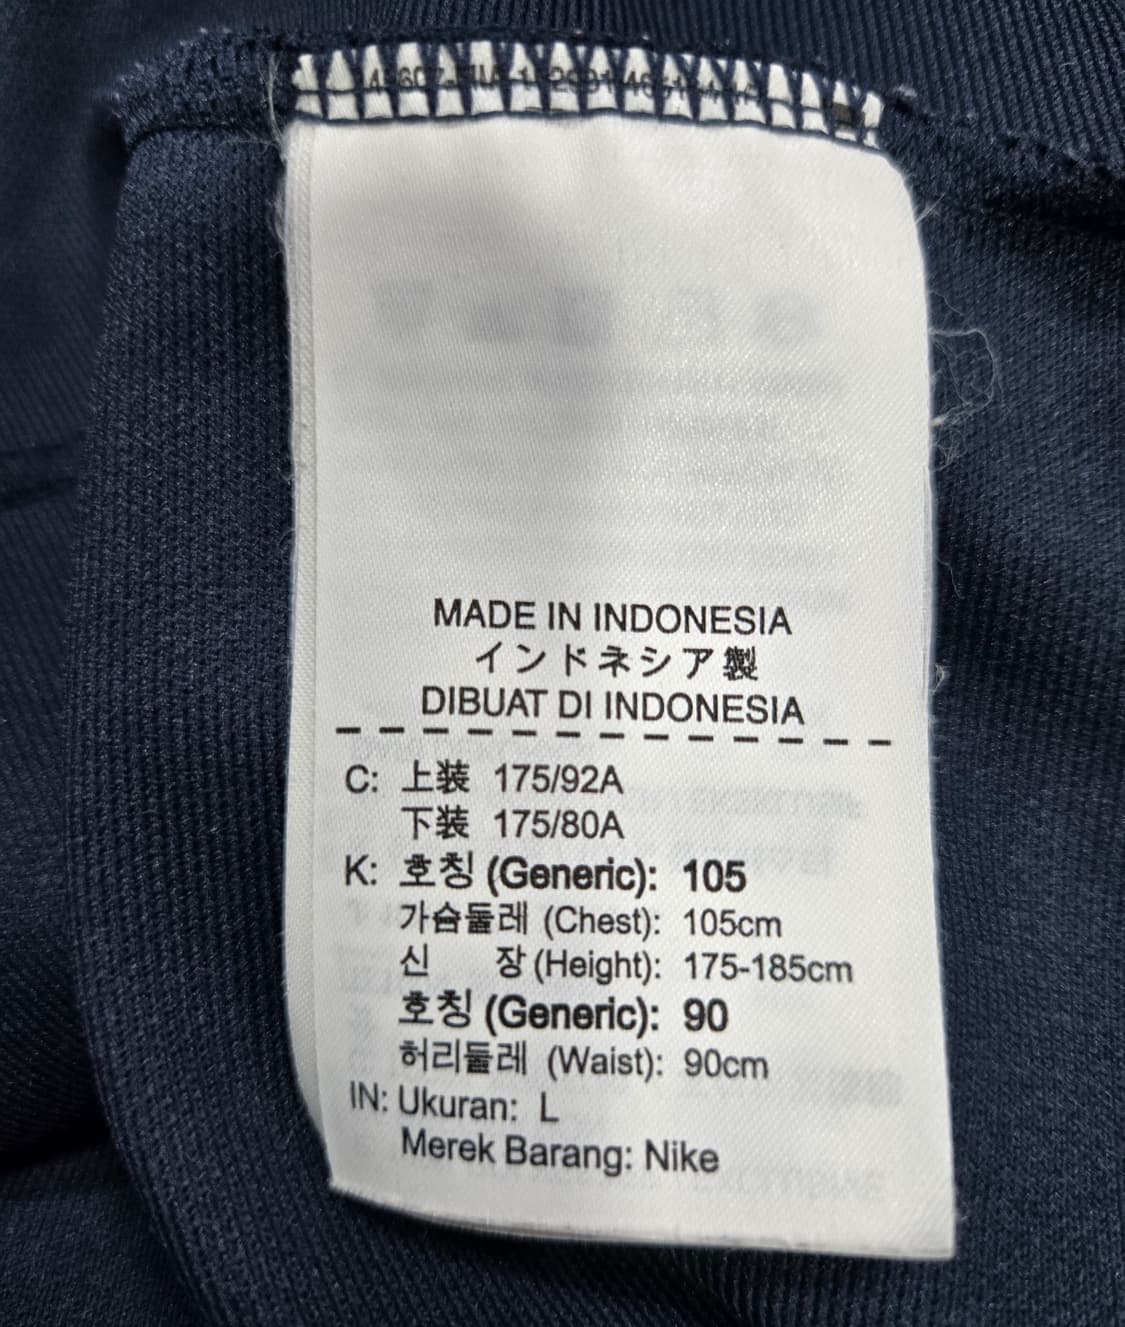 MADE IN INDONESIA
インドネシア製
DIBUAT DI INDONESIA
C: 上装 175/92A
下装 175/80A
K: 호칭 (Generic): 105
가슴둘레 (Chest): 105cm
신 장 (Height): 175-185cm
호칭 (Generic): 90
허리둘레 (Waist): 90cm
IN: Ukuran: L
Merek Barang: Nike